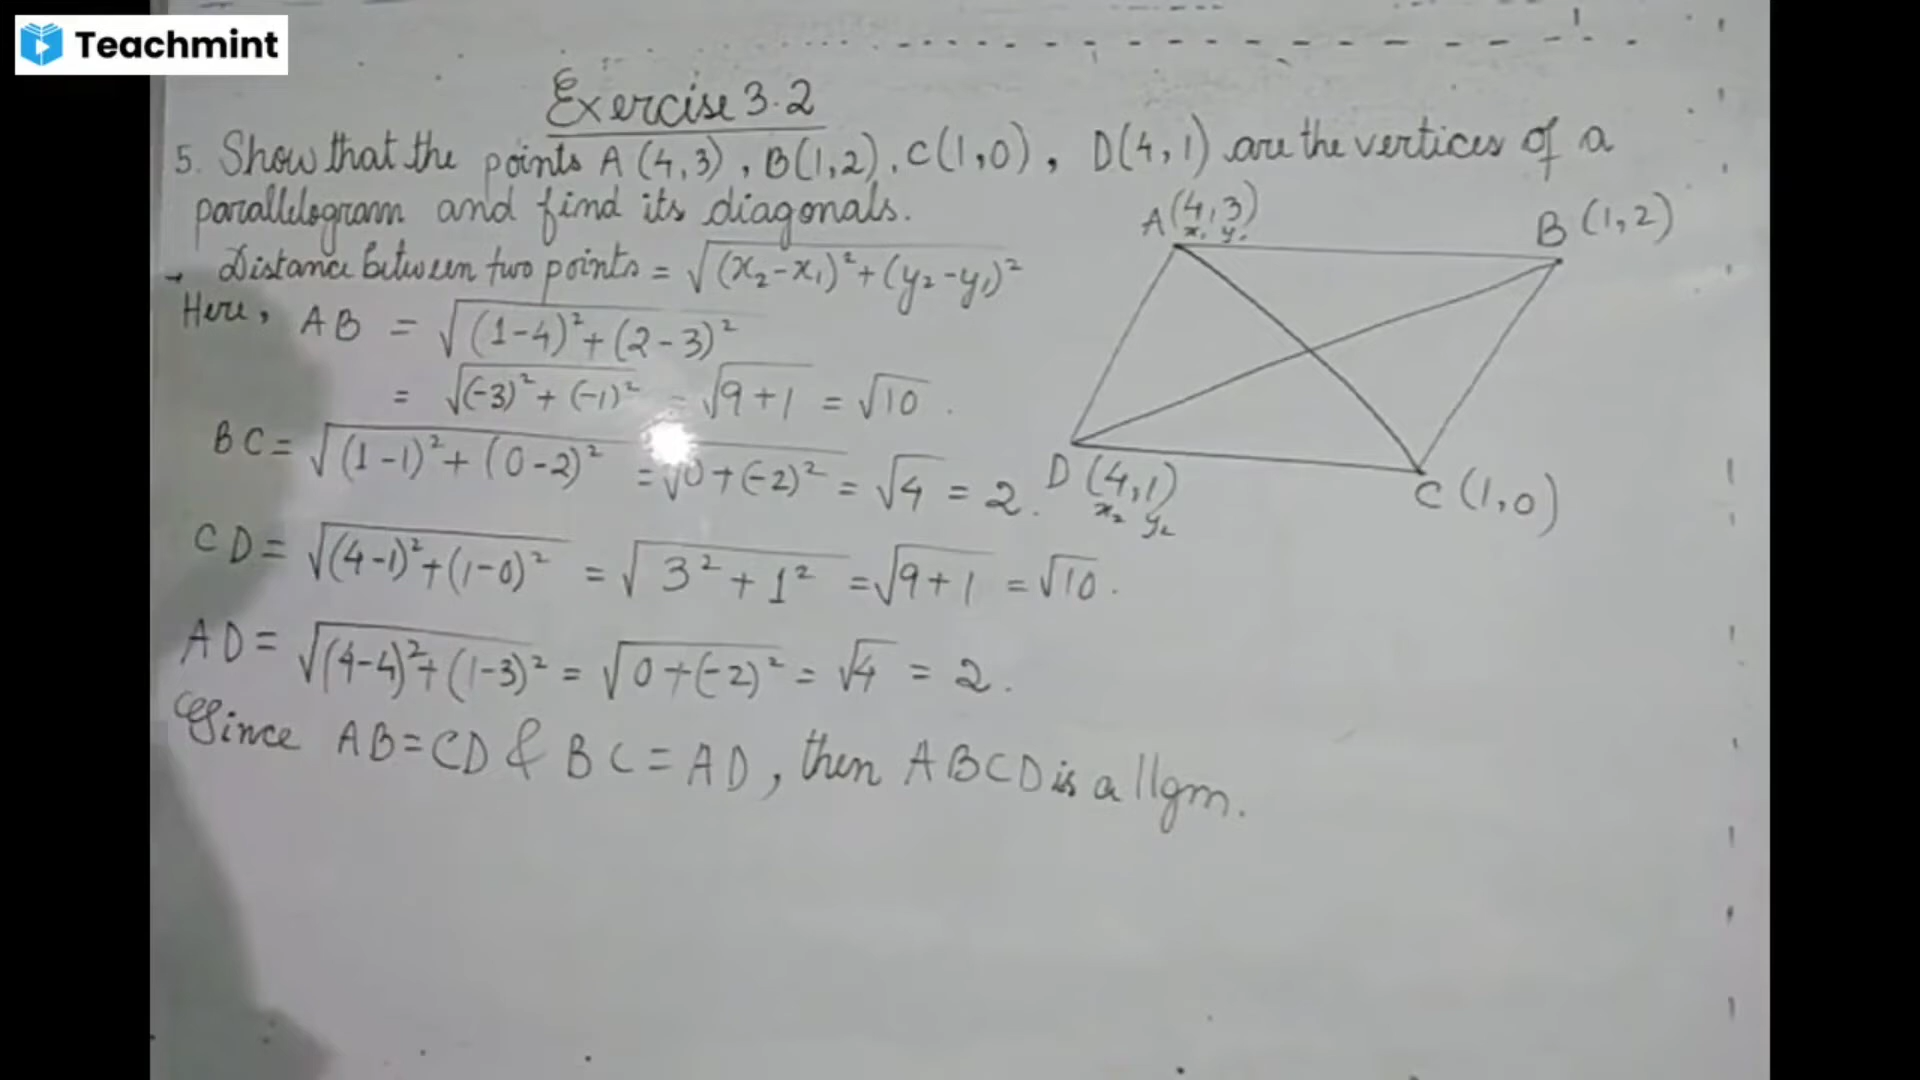 Teachmint
Exercise 3.2
5. Show that the points A (4,3), B(1,2), C(1,0), D(4,1) are the vertices of a
parallelogram and find its diagonals.
→ Distance between two points = √(x₂-x₁)²+(y₂-y₁)²
Here, AB = √(1-4)²+(2-3)²
= √(-3)²+(-1)² = √9+1 = √10.
BC= √(1-1)²+(0-2)² =√0+(-2)² = √4 = 2.
CD= √(4-1)²+(1-0)² = √3²+1² =√9+1 = √10.
AD= √(4-4)²+(1-3)² = √0+(-2)² = √4 = 2.
Since AB=CD & BC=AD, then ABCD is a llgm.
A(4,3)
x₁ y₁
B (1,2)
D (4,1)
x₂ y₂
C (1,0)